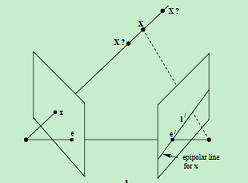 X ?
X
X ?
x
e
l′
e′
epipolar line
for x